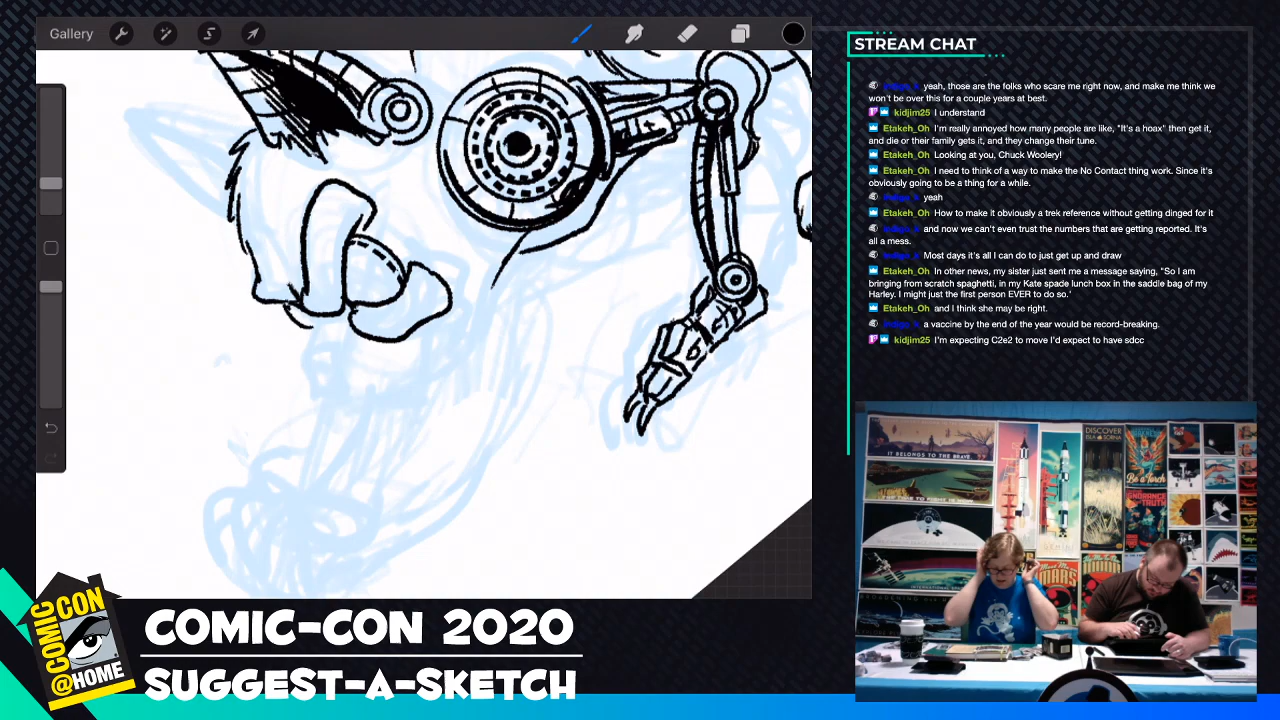 Gallery
STREAM CHAT
yeah, those are the folks who scare me right now, and make me think we
won't be over this for a couple years at best.
kidjim25 I understand
Etakeh_Oh I'm really annoyed how many people are like, "It's a hoax" then get it,
and die or their family gets it, and they change their tune.
Etakeh_Oh Looking at you, Chuck Woolery!
Etakeh_Oh I need to think of a way to make the No Contact thing work. Since it's
obviously going to be a thing for a while.
yeah
Etakeh_Oh How to make it obviously a trek reference without getting dinged for it
and now we can't even trust the numbers that are getting reported. It's
all a mess.
Most days it's all I can do to just get up and draw
Etakeh_Oh In other news, my sister just sent me a message saying, "So I am
bringing from scratch spaghetti, in my Kate spade lunch box in the saddle bag of my
Harley. I might just the first person EVER to do so.'
Etakeh_Oh and I think she may be right.
a vaccine by the end of the year would be record-breaking.
kidjim25 I'm expecting C2e2 to move I'd expect to have sdcc
IT BELONGS TO THE BRAVE
DISCOVER
ISLA SORNA
Be a Torch
IGNORANCE
TRUTH
GEMINI
MARS
COMIC CON
@HOME
COMIC-CON 2020
SUGGEST-A-SKETCH